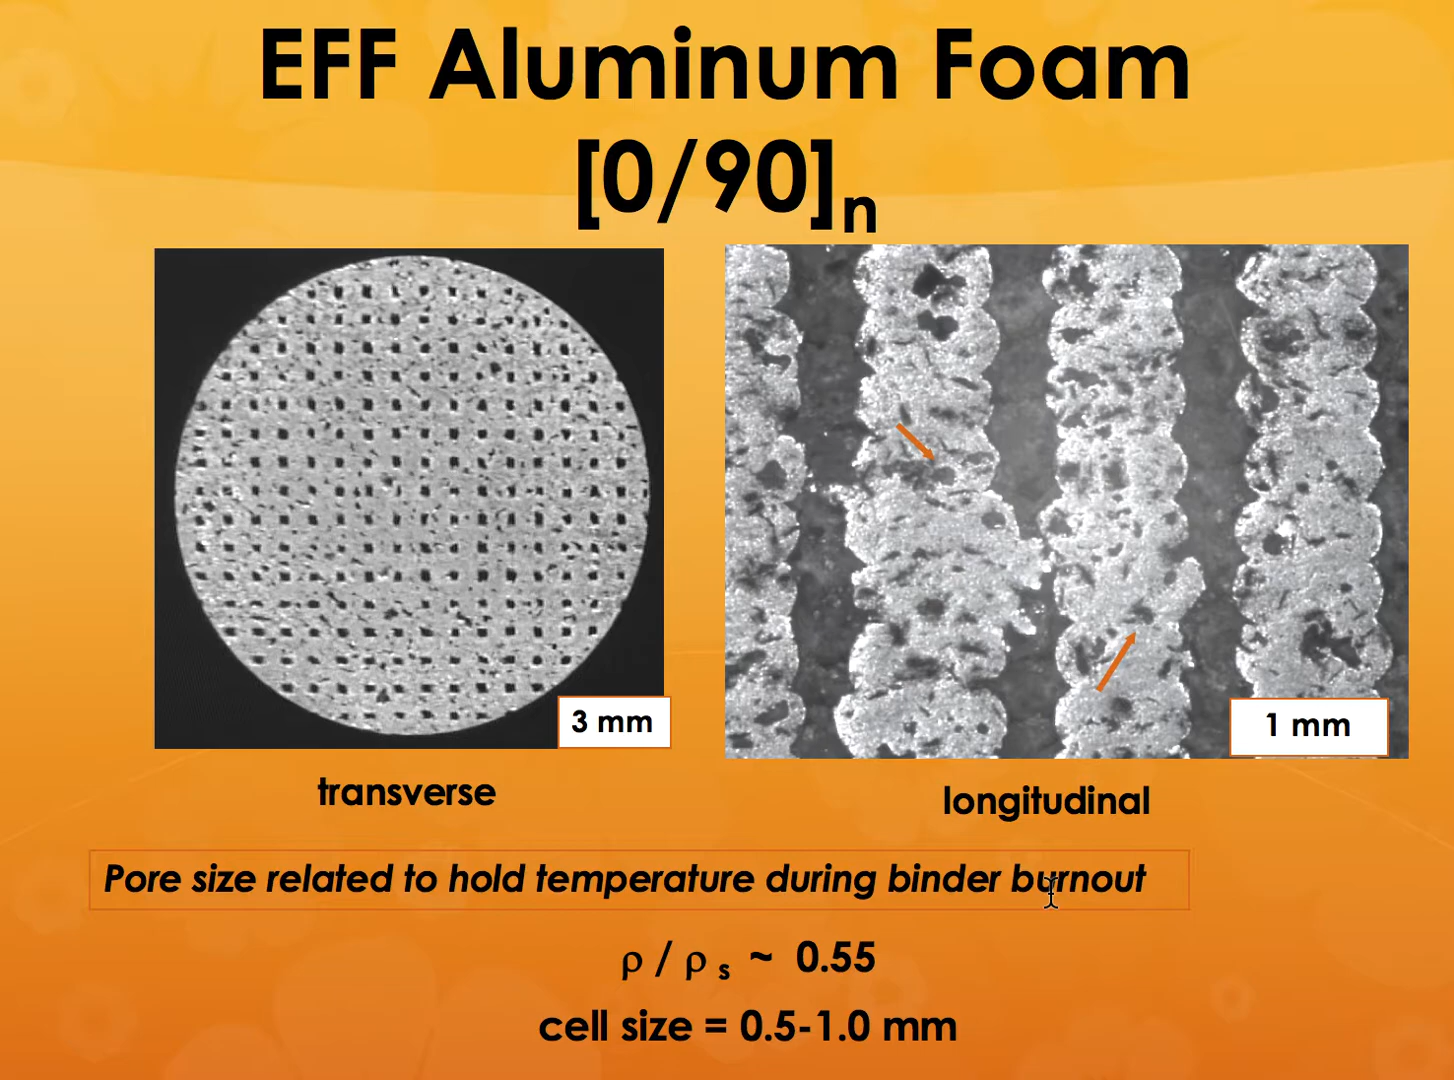 EFF Aluminum Foam
[0/90]n
3 mm
1 mm
transverse
longitudinal
Pore size related to hold temperature during binder burnout
ρ / ρ s ~ 0.55
cell size = 0.5-1.0 mm